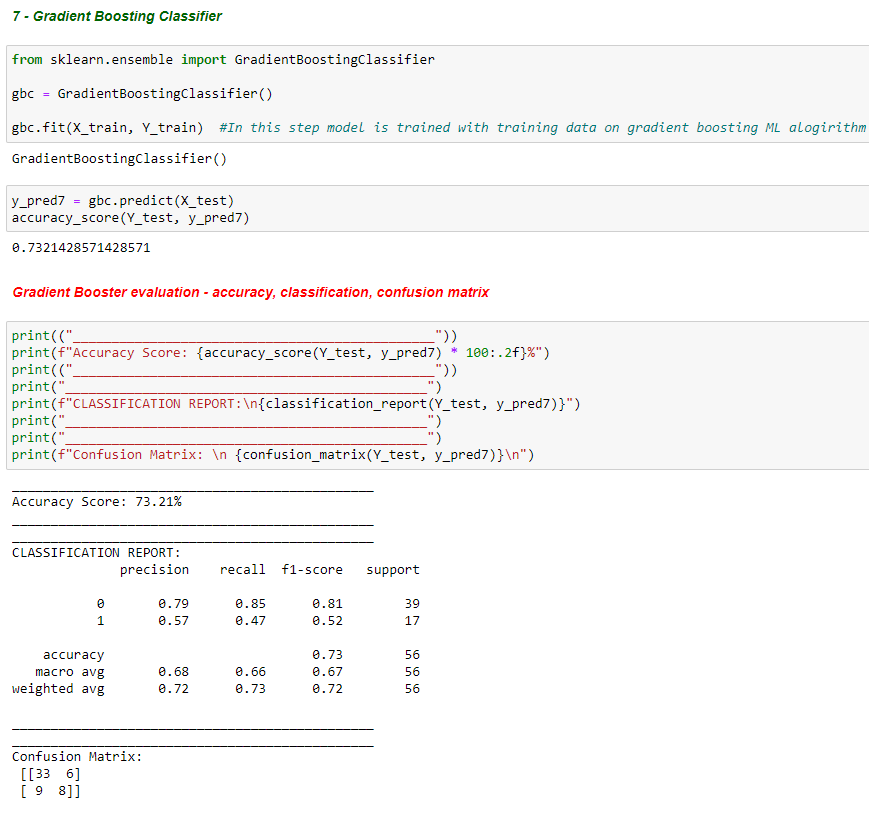 7 - Gradient Boosting Classifier
from sklearn.ensemble import GradientBoostingClassifier
gbc = GradientBoostingClassifier()
gbc.fit(X_train, Y_train)  #In this step model is trained with training data on gradient boosting ML alogirithm
GradientBoostingClassifier()
y_pred7 = gbc.predict(X_test)
accuracy_score(Y_test, y_pred7)
0.7321428571428571
Gradient Booster evaluation - accuracy, classification, confusion matrix
print(("_______________________________________________"))
print(f"Accuracy Score: {accuracy_score(Y_test, y_pred7) * 100:.2f}%")
print(("_______________________________________________"))
print("_______________________________________________")
print(f"CLASSIFICATION REPORT:\n{classification_report(Y_test, y_pred7)}")
print("_______________________________________________")
print("_______________________________________________")
print(f"Confusion Matrix: \n {confusion_matrix(Y_test, y_pred7)}\n")
_______________________________________________
Accuracy Score: 73.21%
_______________________________________________
_______________________________________________
CLASSIFICATION REPORT:
              precision    recall  f1-score   support
           0       0.79      0.85      0.81        39
           1       0.57      0.47      0.52        17
    accuracy                           0.73        56
   macro avg       0.68      0.66      0.67        56
weighted avg       0.72      0.73      0.72        56
_______________________________________________
_______________________________________________
Confusion Matrix:
 [[33  6]
 [ 9  8]]